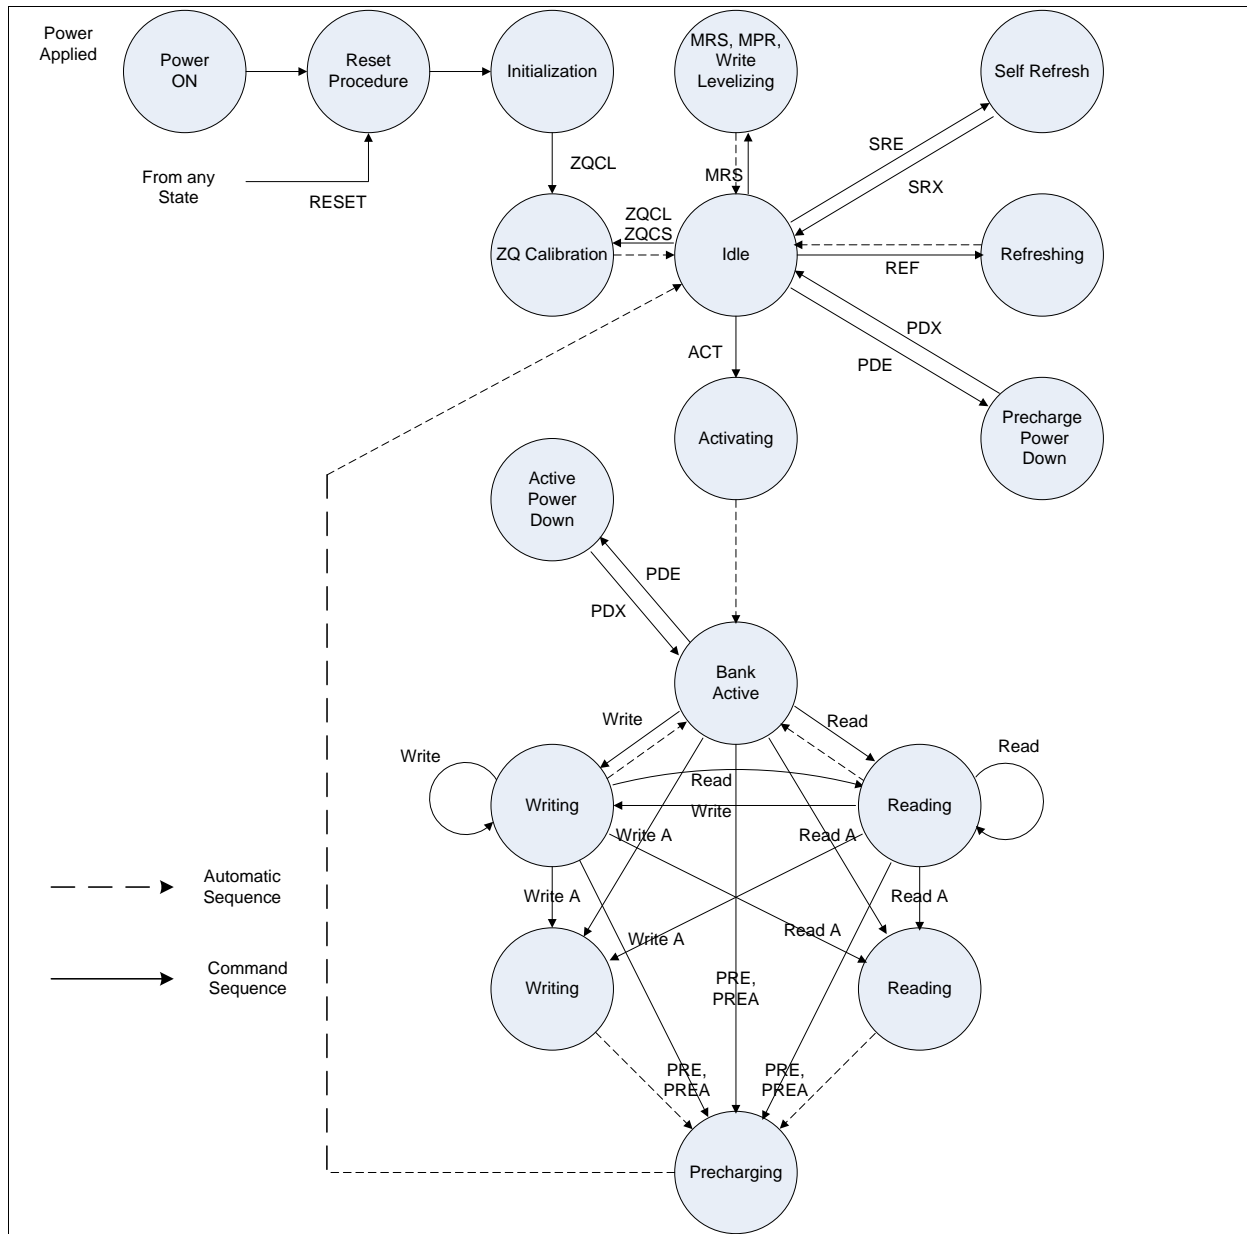 Power
Applied
Power
ON
Reset
Procedure
Initialization
MRS, MPR,
Write
Levelizing
Self Refresh
From any
State
RESET
ZQCL
MRS
SRE
SRX
ZQCL
ZQCS
ZQ Calibration
Idle
REF
Refreshing
ACT
PDX
PDE
Activating
Precharge
Power
Down
Active
Power
Down
PDE
PDX
Bank
Active
Write
Read
Write
Read
Writing
Read
Write
Reading
Write A
Read A
Write A
Read A
Write A
Read A
Automatic
Sequence
Command
Sequence
Writing
PRE,
PREA
Reading
PRE,
PREA
PRE,
PREA
Precharging